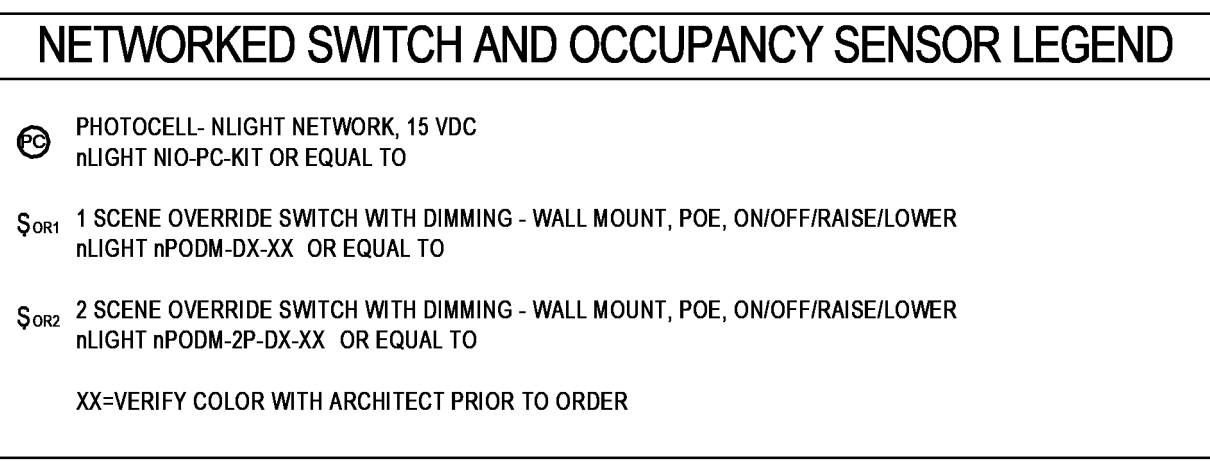 NETWORKED SWITCH AND OCCUPANCY SENSOR LEGEND
PC PHOTOCELL- NLIGHT NETWORK, 15 VDC
nLIGHT NIO-PC-KIT OR EQUAL TO
$OR1 1 SCENE OVERRIDE SWITCH WITH DIMMING - WALL MOUNT, POE, ON/OFF/RAISE/LOWER
nLIGHT nPODM-DX-XX OR EQUAL TO
$OR2 2 SCENE OVERRIDE SWITCH WITH DIMMING - WALL MOUNT, POE, ON/OFF/RAISE/LOWER
nLIGHT nPODM-2P-DX-XX OR EQUAL TO
XX=VERIFY COLOR WITH ARCHITECT PRIOR TO ORDER